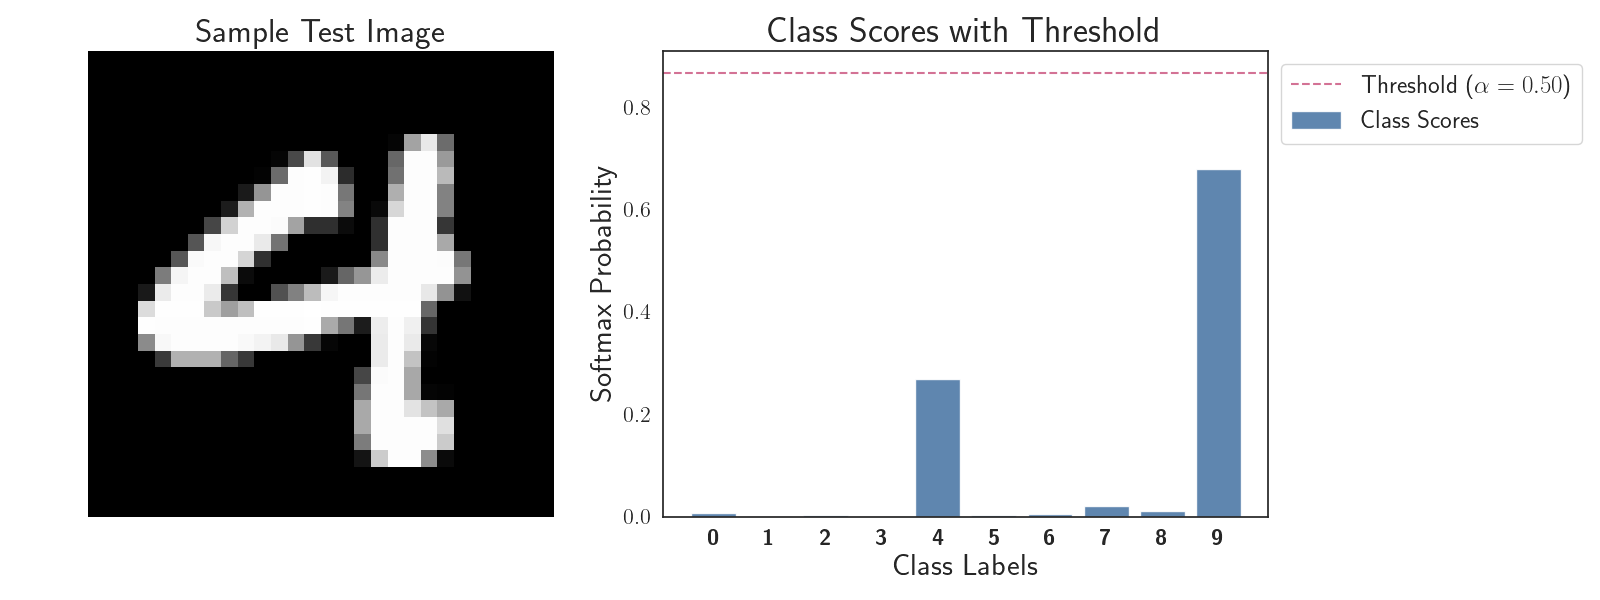 Sample Test Image
4
Class Scores with Threshold
Threshold (α = 0.50)
Class Scores
Softmax Probability
0.8
0.6
0.4
0.2
0.0
0 1 2 3 4 5 6 7 8 9
Class Labels